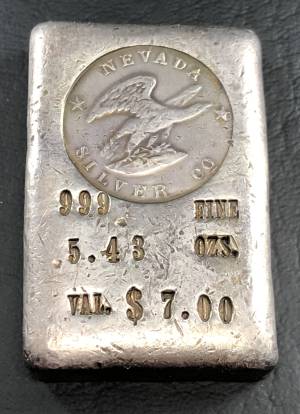 NEVADA
SILVER CO
999 FINE
5.43 OZS.
VAL. $ 7.00